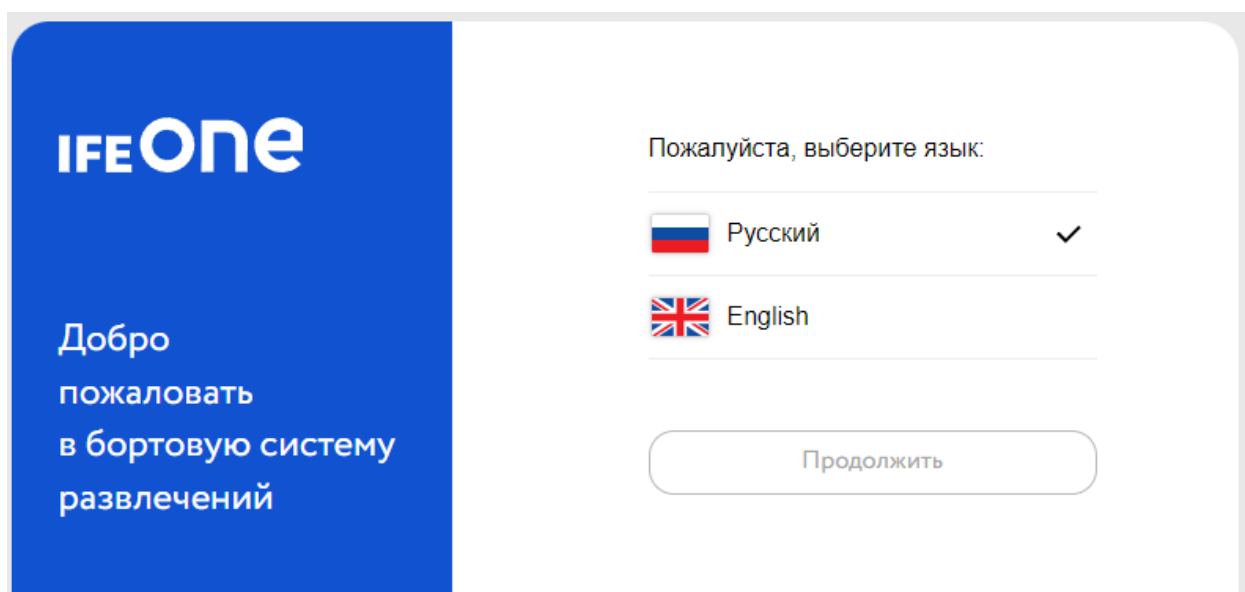 IFE one
Добро
пожаловать
в бортовую систему
развлечений
Пожалуйста, выберите язык:
Русский
English
Продолжить